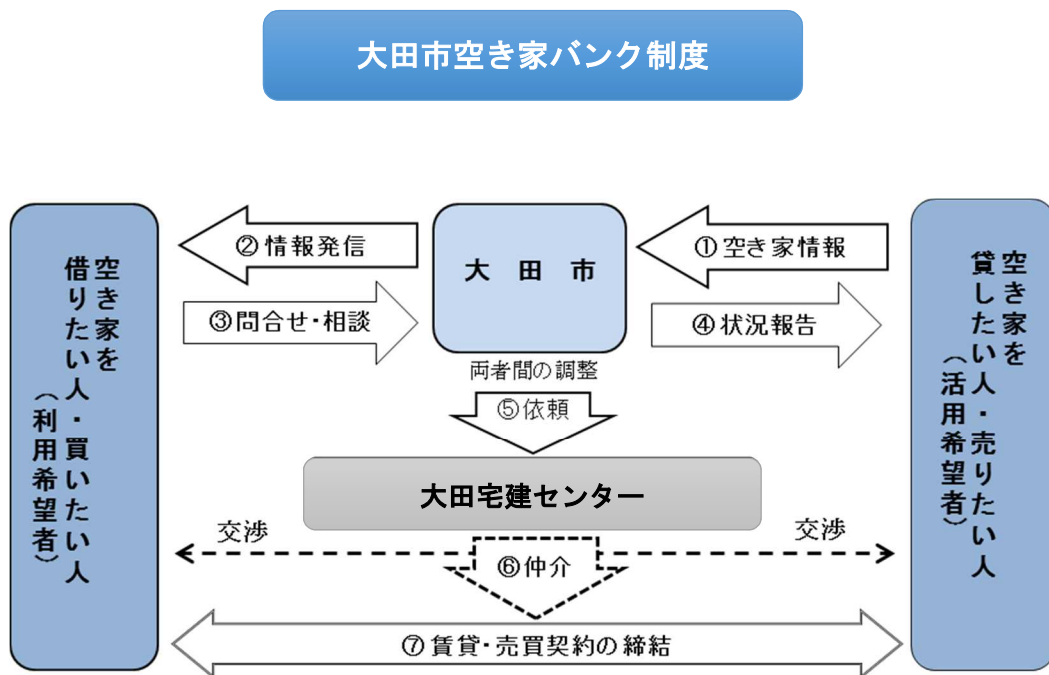 大田市空き家バンク制度
空き家を
借りたい人・買いたい人
（利用希望者）
②情報発信
③問合せ・相談
大田市
両者間の調整
①空き家情報
④状況報告
空き家を
貸したい人・売りたい人
（活用希望者）
⑤依頼
大田宅建センター
交渉
交渉
⑥仲介
⑦賃貸・売買契約の締結